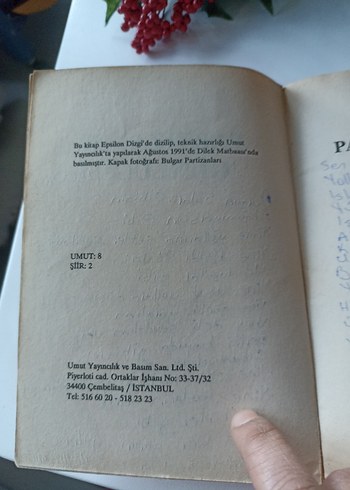 Bu kitap Epsilon Dizgi'de dizilip, teknik hazırlığı Umut
Yayıncılık'ta yapılarak Ağustos 1991'de Dilek Matbaası'nda
basılmıştır. Kapak fotoğrafı: Bulgar Partizanları
UMUT: 8
ŞİİR: 2
Umut Yayıncılık ve Basım San. Ltd. Şti.
Piyerloti cad. Ortaklar İşhanı No: 33-37/32
34400 Çembelitaş / İSTANBUL
Tel: 516 60 20 - 518 23 23
PA